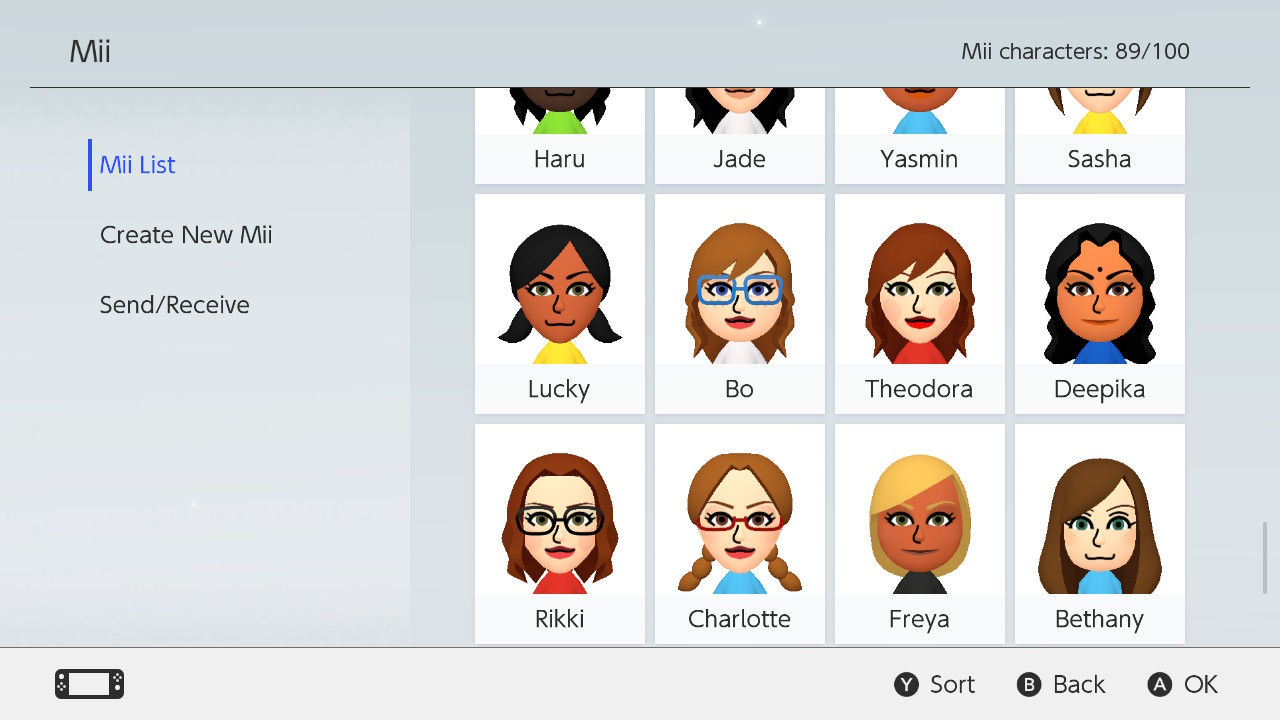 Mii
Mii characters: 89/100
Mii List
Create New Mii
Send/Receive
Haru
Jade
Yasmin
Sasha
Lucky
Bo
Theodora
Deepika
Rikki
Charlotte
Freya
Bethany
Y Sort
B Back
A OK